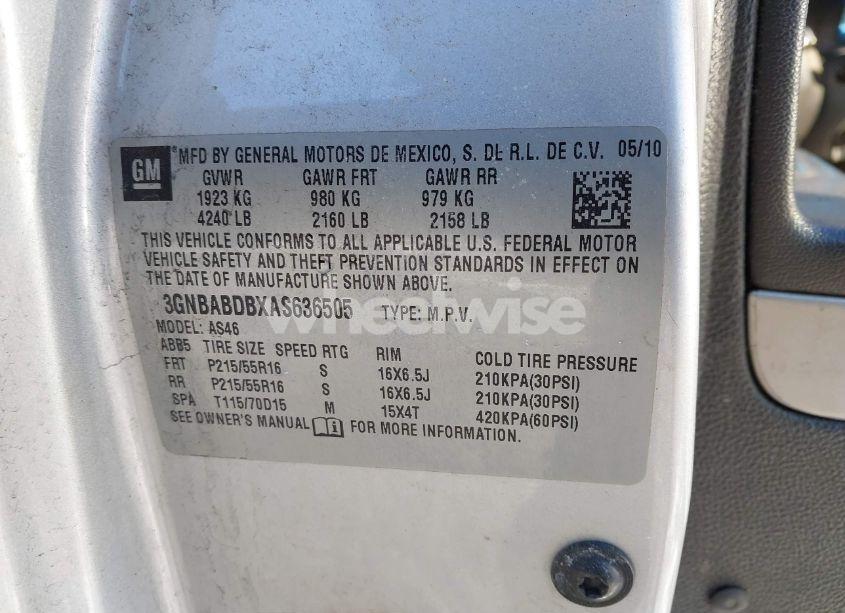 GM ® MFD BY GENERAL MOTORS DE MEXICO, S. DE R.L. DE C.V. 05/10
GVWR GAWR FRT GAWR RR
1923 KG 980 KG 979 KG
4240 LB 2160 LB 2158 LB
THIS VEHICLE CONFORMS TO ALL APPLICABLE U.S. FEDERAL MOTOR
VEHICLE SAFETY AND THEFT PREVENTION STANDARDS IN EFFECT ON
THE DATE OF MANUFACTURE SHOWN ABOVE.
3GNBABDBXAS636505 TYPE: M.P.V.
wheelwise
MODEL: AS46
ABB5 TIRE SIZE SPEED RTG RIM COLD TIRE PRESSURE
FRT P215/55R16 S 16X6.5J 210KPA(30PSI)
RR P215/55R16 S 16X6.5J 210KPA(30PSI)
SPA T115/70D15 M 15X4T 420KPA(60PSI)
SEE OWNER'S MANUAL i FOR MORE INFORMATION.